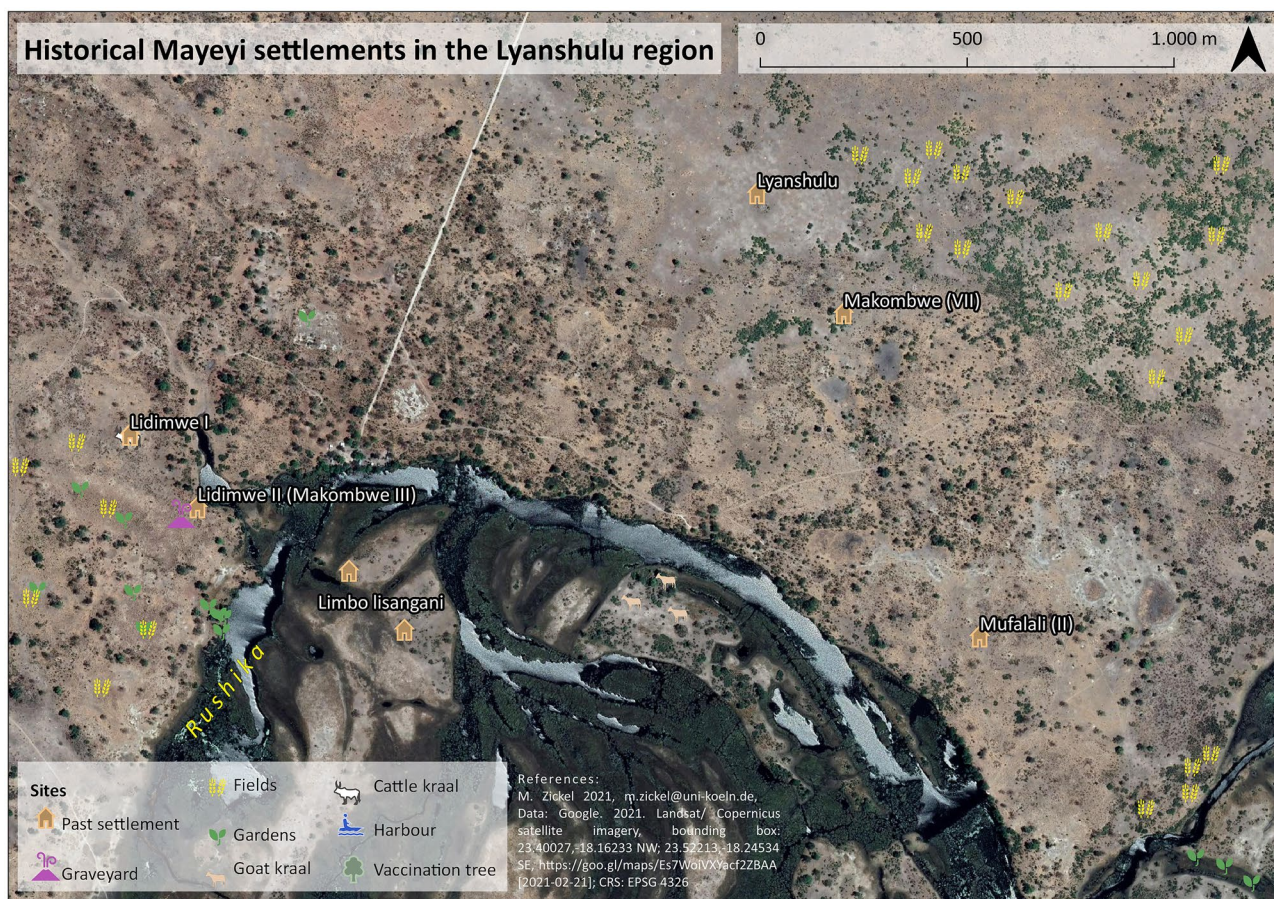 Historical Mayeyi settlements in the Lyanshulu region
0 500 1.000 m
Lyanshulu
Makombwe (VII)
Lidimwe I
Lidimwe II (Makombwe III)
Limbo lisangani
Mufalali (II)
Rushika
Sites
Past settlement
Graveyard
Fields
Gardens
Goat kraal
Cattle kraal
Harbour
Vaccination tree
References:
M. Zickel 2021, m.zickel@uni-koeln.de,
Data: Google. 2021. Landsat/ Copernicus
satellite imagery, bounding box:
23,40027,-18.16233 NW; 23.52213,-18.24534
SE, https://goo.gl/maps/Es7WoiVXYacf2ZBAA
[2021-02-21]; CRS: EPSG 4326